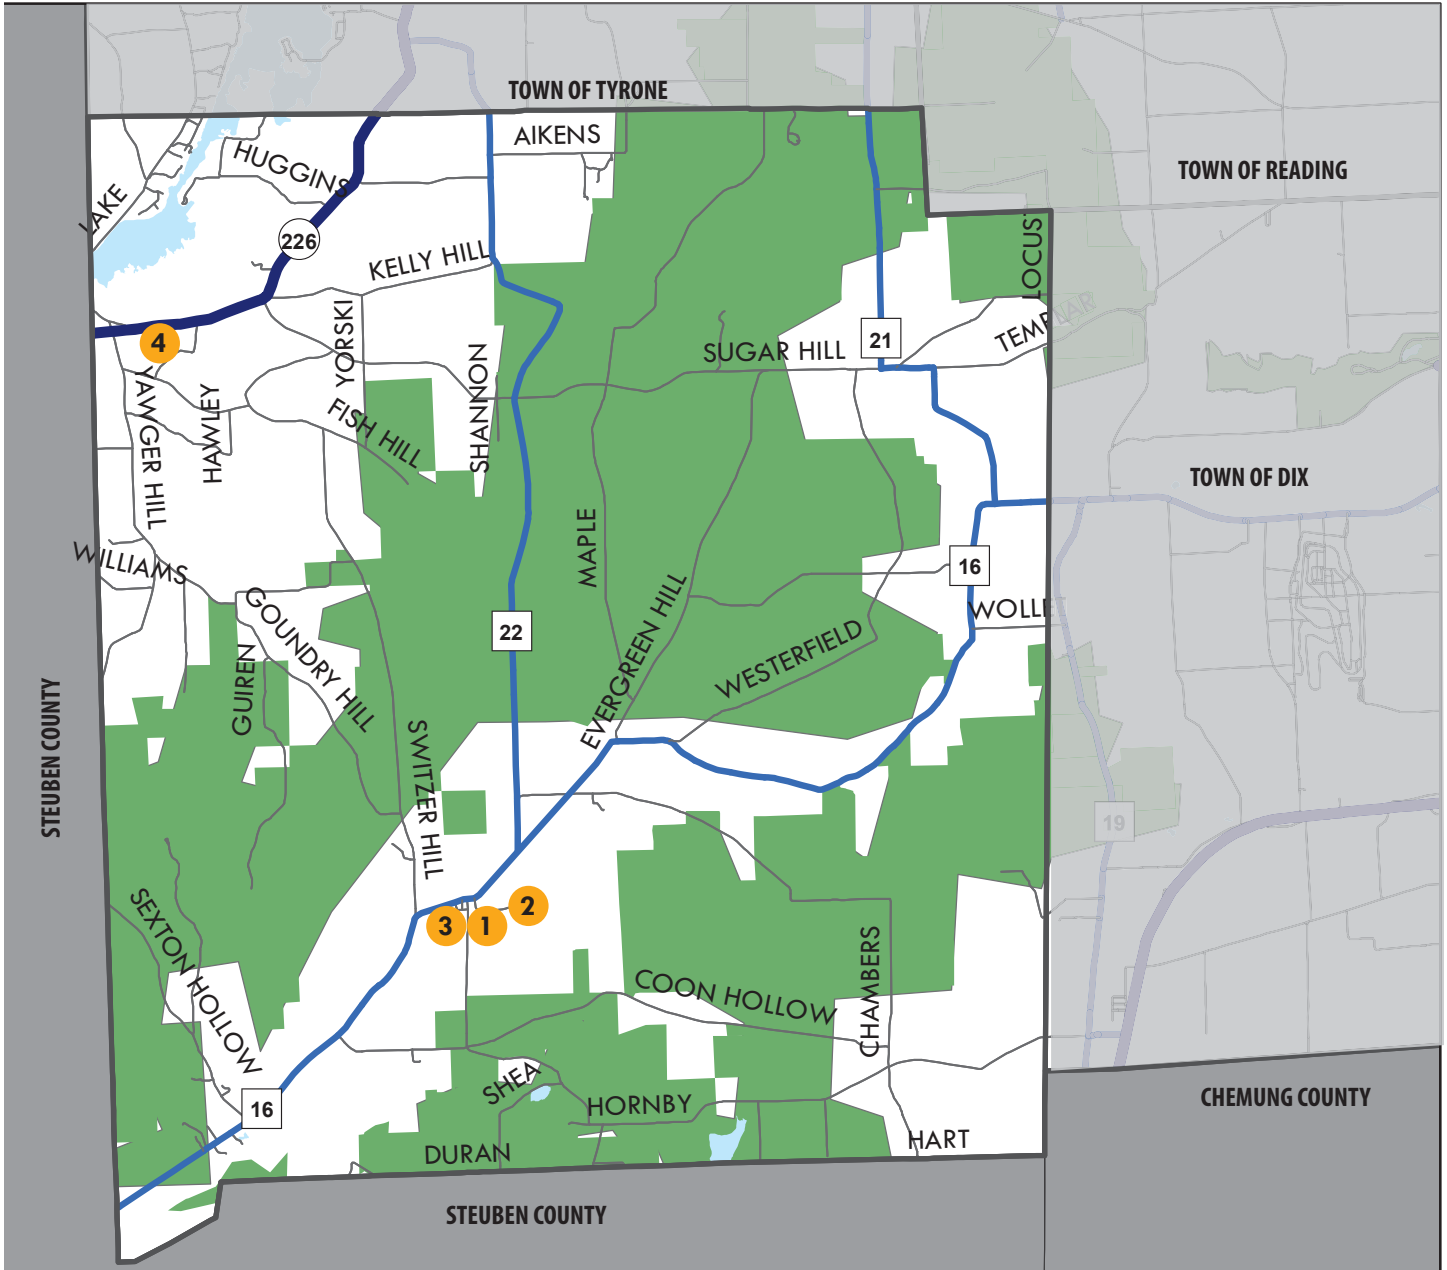 TOWN OF TYRONE
AIKENS
HUGGINS
TOWN OF READING
LAKE
226
LOCUST
KELLY HILL
YORSKI
21
TEMPLAR
4
SUGAR HILL
SHANNON
YAWGER HILL
HAWLEY
FISH HILL
TOWN OF DIX
MAPLE
WILLIAMS
16
GOUNDRY HILL
WOLLE
22
EVERGREEN HILL
WESTERFIELD
GUIREN
STEUBEN COUNTY
SWITZER HILL
19
SEXTON HOLLOW
3
1
2
CHAMBERS
COON HOLLOW
SHEA
16
HORNBY
CHEMUNG COUNTY
HART
DURAN
STEUBEN COUNTY